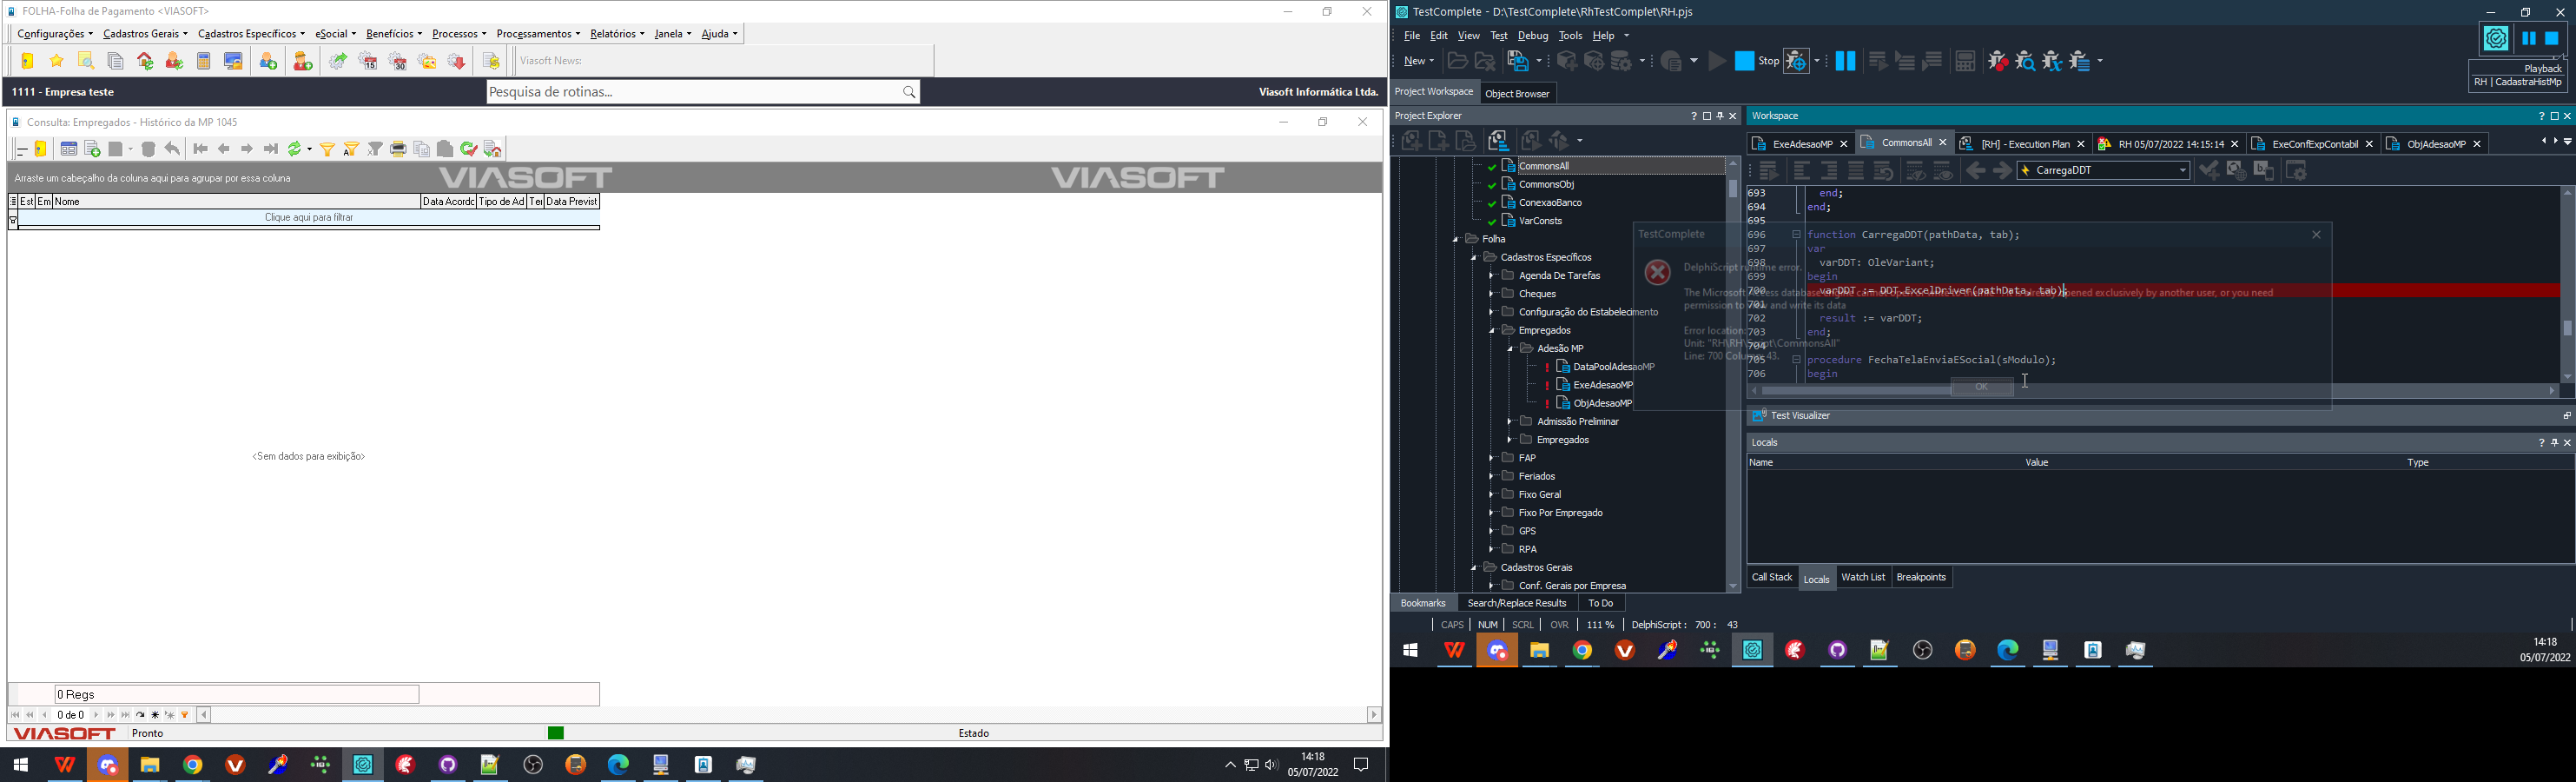 FOLHA-Folha de Pagamento <VIASOFT>
Configurações Cadastros Gerais Cadastros Específicos eSocial Benefícios Processos Processamentos Relatórios Janela Ajuda
Viasoft News:
1111 - Empresa teste
Pesquisa de rotinas...
Viasoft Informática Ltda.
Consulta: Empregados - Histórico da MP 1045
Arraste um cabeçalho da coluna aqui para agrupar por essa coluna
VIASOFT VIASOFT
Est Em Nome Data Acordo Tipo de Ad Ter Data Previst
Clique aqui para filtrar
<Sem dados para exibição>
0 Regs
0 de 0
VIASOFT Pronto Estado
14:18
05/07/2022
TestComplete - D:\TestComplete\RhTestComplet\RH.pjs
File Edit View Test Debug Tools Help
New Stop
Playback
RH | CadastraHistMp
Project Workspace Object Browser
Project Explorer
CommonsAll
CommonsObj
ConexaoBanco
VarConsts
Folha
Cadastros Específicos
Agenda De Tarefas
Cheques
Configuração do Estabelecimento
Empregados
Adesão MP
DataPoolAdesaoMP
ExeAdesaoMP
ObjAdesaoMP
Admissão Preliminar
Empregados
FAP
Feriados
Fixo Geral
Fixo Por Empregado
GPS
RPA
Cadastros Gerais
Conf. Gerais por Empresa
Bookmarks Search/Replace Results To Do
Workspace
ExeAdesaoMP CommonsAll [RH] - Execution Plan RH 05/07/2022 14:15:14 ExeConfExpContabil ObjAdesaoMP
CarregaDDT
693 end;
694 end;
695
696 function CarregaDDT(pathData, tab);
697 var
698 varDDT: OleVariant;
699 begin
700 varDDT := DDT.ExcelDriver(pathData, tab);
701
702 result := varDDT;
703 end;
704
705 procedure FechaTelaEnviaESocial(sModulo);
706 begin
TestComplete
DelphiScript runtime error.
The Microsoft Access database engine cannot open or write to the file ''. It is already opened exclusively by another user, or you need
permission to view and write its data
Error location:
Unit: "RH\RH\Script\CommonsAll"
Line: 700 Column: 43.
OK
Test Visualizer
Locals
Name Value Type
Call Stack Locals Watch List Breakpoints
CAPS NUM SCRL OVR 111 % DelphiScript : 700 : 43
14:18
05/07/2022